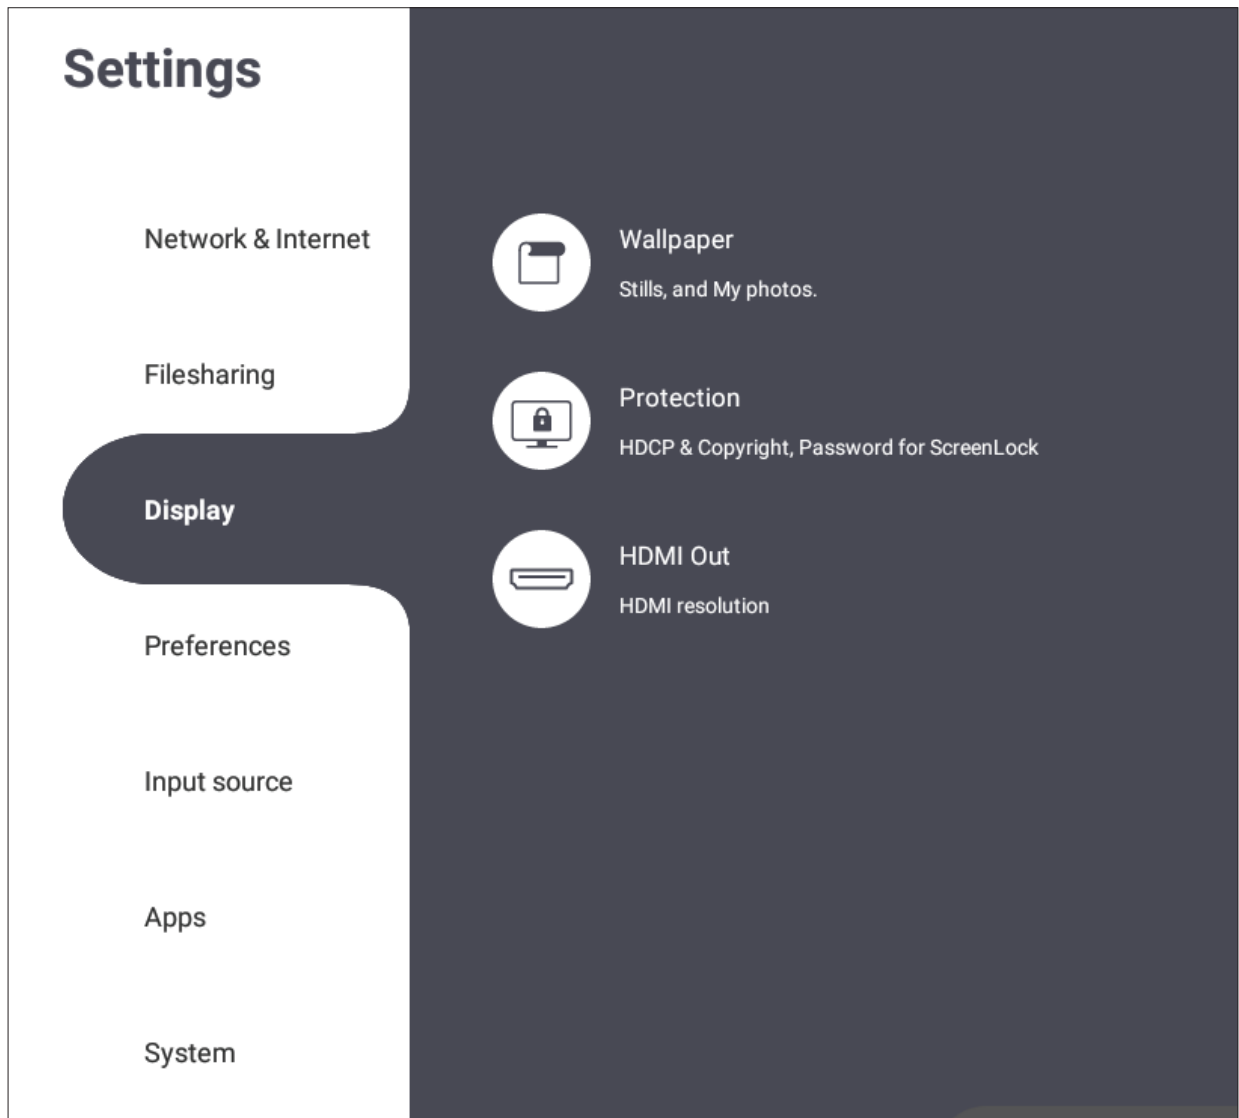 Settings
Network & Internet
Filesharing
Display
Preferences
Input source
Apps
System
Wallpaper
Stills, and My photos.
Protection
HDCP & Copyright, Password for ScreenLock
HDMI Out
HDMI resolution